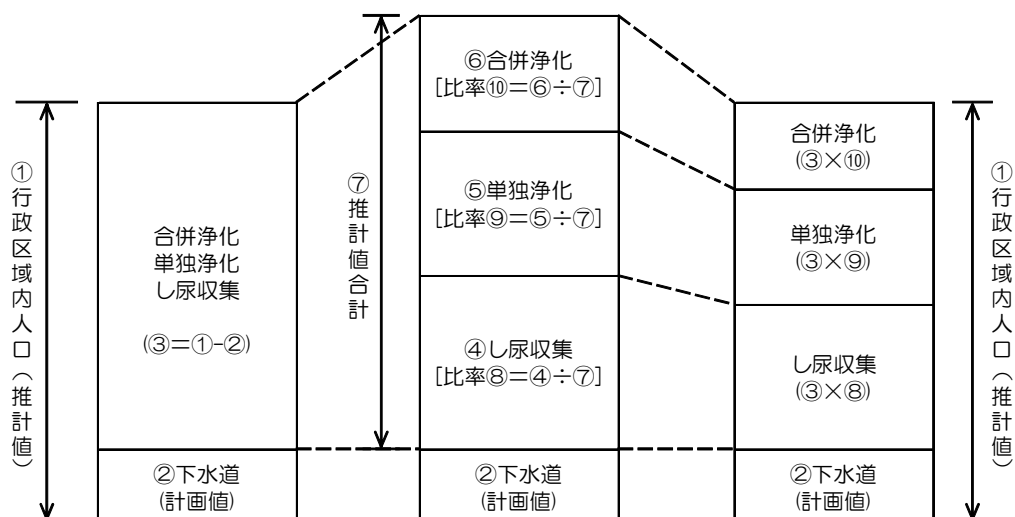 ①行政区域内人口（推計値）
合併浄化
単独浄化
し尿収集
(③＝①-②)
②下水道
(計画値)
⑦推計値合計
⑥合併浄化
[比率⑩＝⑥÷⑦]
⑤単独浄化
[比率⑨＝⑤÷⑦]
④し尿収集
[比率⑧＝④÷⑦]
②下水道
(計画値)
合併浄化
(③×⑩)
単独浄化
(③×⑨)
し尿収集
(③×⑧)
②下水道
(計画値)
①行政区域内人口（推計値）